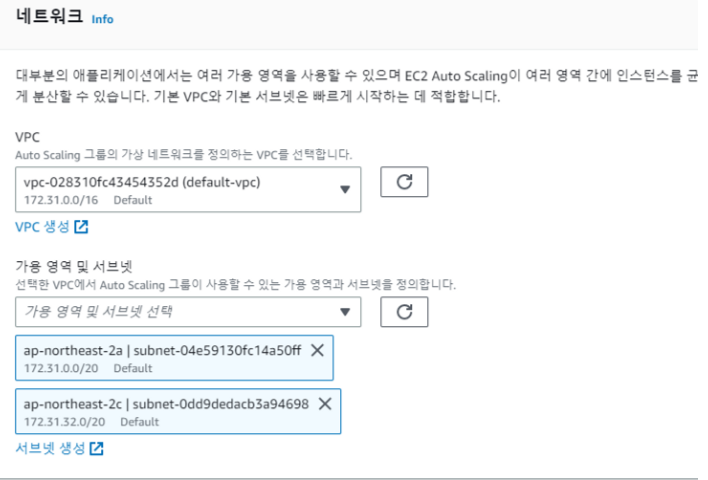 네트워크 Info
대부분의 애플리케이션에서는 여러 가용 영역을 사용할 수 있으며 EC2 Auto Scaling이 여러 영역 간에 인스턴스를 균
게 분산할 수 있습니다. 기본 VPC와 기본 서브넷은 빠르게 시작하는 데 적합합니다.
VPC
Auto Scaling 그룹의 가상 네트워크를 정의하는 VPC를 선택합니다.
vpc-028310fc43454352d (default-vpc)
172.31.0.0/16 Default
VPC 생성
가용 영역 및 서브넷
선택한 VPC에서 Auto Scaling 그룹이 사용할 수 있는 가용 영역과 서브넷을 정의합니다.
가용 영역 및 서브넷 선택
ap-northeast-2a | subnet-04e59130fc14a50ff
172.31.0.0/20 Default
ap-northeast-2c | subnet-0dd9dedacb3a94698
172.31.32.0/20 Default
서브넷 생성